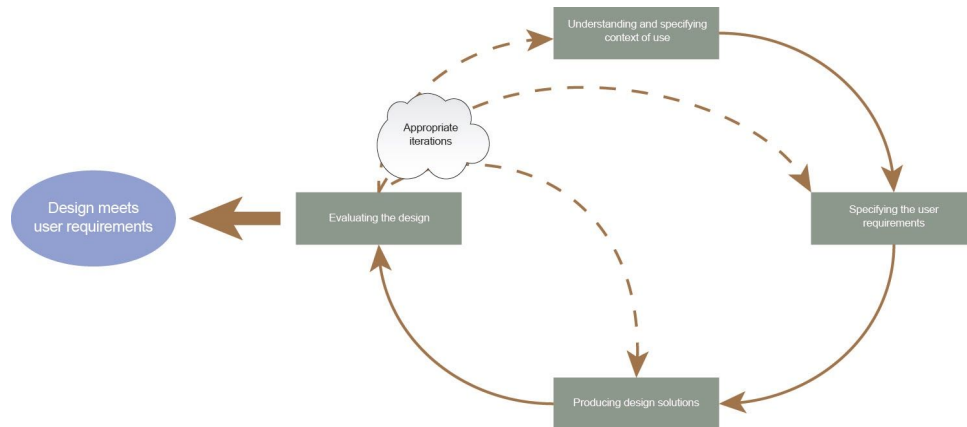 Understanding and specifying
context of use
Appropriate
iterations
Design meets
user requirements
Evaluating the design
Specifying the user
requirements
Producing design solutions